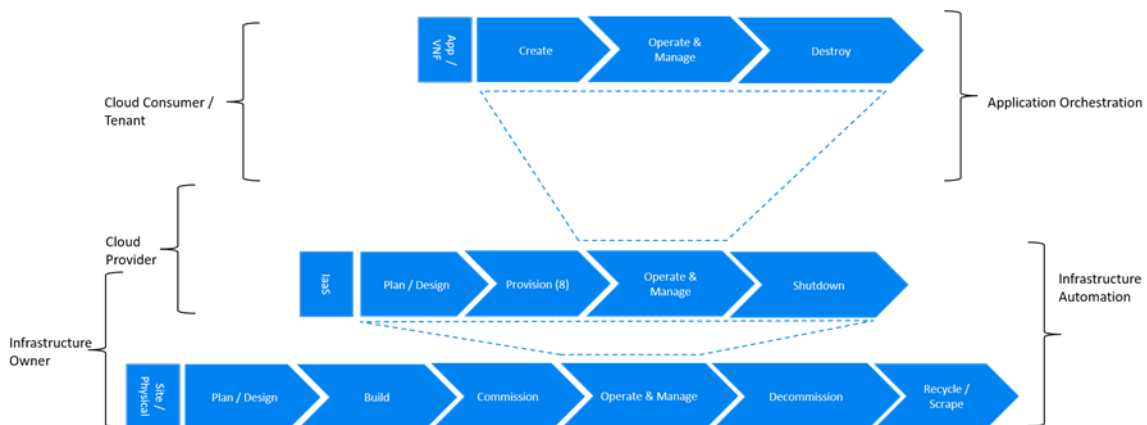 App /
VNF
Create
Operate &
Manage
Destroy
Cloud Consumer /
Tenant
Application Orchestration
Cloud
Provider
IaaS
Plan / Design
Provision (8)
Operate &
Manage
Shutdown
Infrastructure
Automation
Infrastructure
Owner
Site /
Physical
Plan / Design
Build
Commission
Operate & Manage
Decommission
Recycle /
Scrape